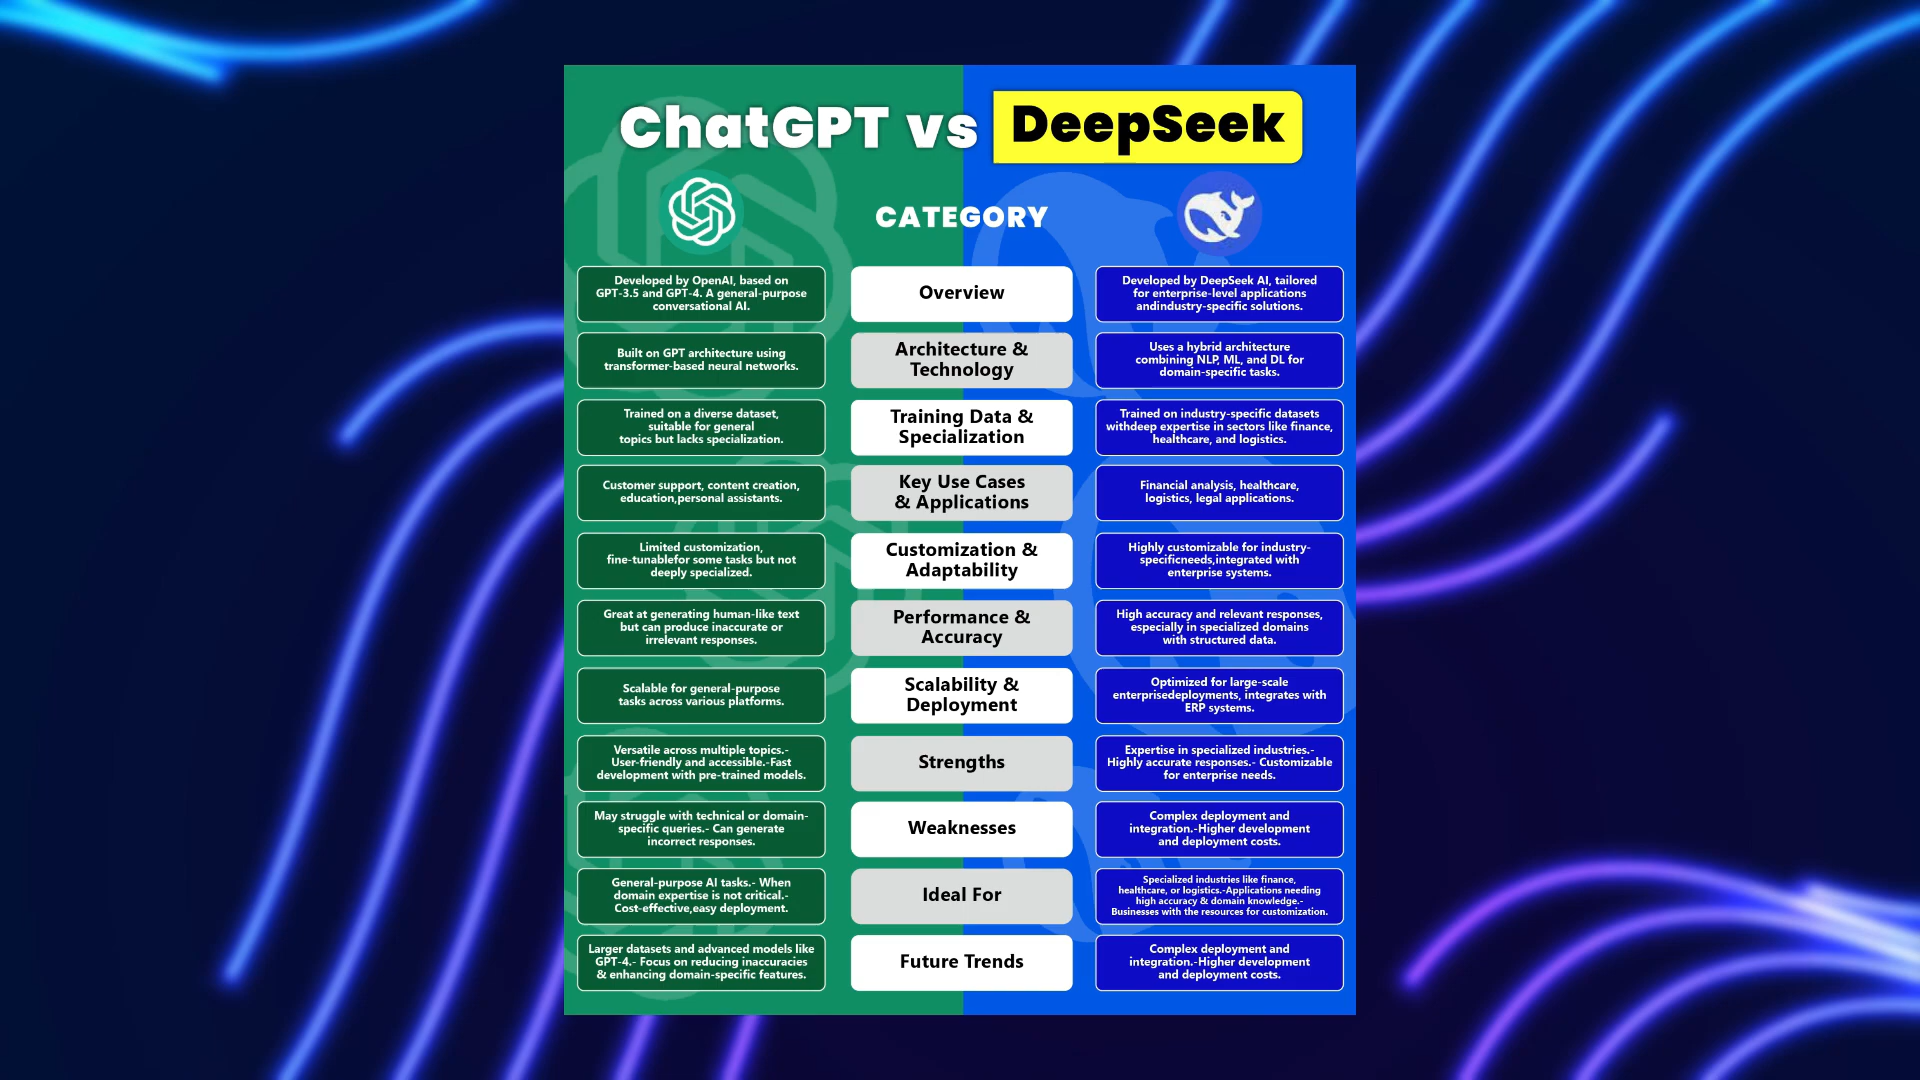 ChatGPT vs DeepSeek
CATEGORY
Developed by OpenAI, based on
GPT-3.5 and GPT-4. A general-purpose
conversational AI.
Overview
Developed by DeepSeek AI, tailored
for enterprise-level applications
andindustry-specific solutions.
Built on GPT architecture using
transformer-based neural networks.
Architecture &
Technology
Uses a hybrid architecture
combining NLP, ML, and DL for
domain-specific tasks.
Trained on a diverse dataset,
suitable for general
topics but lacks specialization.
Training Data &
Specialization
Trained on industry-specific datasets
withdeep expertise in sectors like finance,
healthcare, and logistics.
Customer support, content creation,
education,personal assistants.
Key Use Cases
& Applications
Financial analysis, healthcare,
logistics, legal applications.
Limited customization,
fine-tunablefor some tasks but not
deeply specialized.
Customization &
Adaptability
Highly customizable for industry-
specificneeds,integrated with
enterprise systems.
Great at generating human-like text
but can produce inaccurate or
irrelevant responses.
Performance &
Accuracy
High accuracy and relevant responses,
especially in specialized domains
with structured data.
Scalable for general-purpose
tasks across various platforms.
Scalability &
Deployment
Optimized for large-scale
enterprisedeployments, integrates with
ERP systems.
Versatile across multiple topics.-
User-friendly and accessible.-Fast
development with pre-trained models.
Strengths
Expertise in specialized industries.-
Highly accurate responses.- Customizable
for enterprise needs.
May struggle with technical or domain-
specific queries.- Can generate
incorrect responses.
Weaknesses
Complex deployment and
integration.-Higher development
and deployment costs.
General-purpose AI tasks.- When
domain expertise is not critical.-
Cost-effective,easy deployment.
Ideal For
Specialized industries like finance,
healthcare, or logistics.-Applications needing
high accuracy & domain knowledge.-
Businesses with the resources for customization.
Larger datasets and advanced models like
GPT-4.- Focus on reducing inaccuracies
& enhancing domain-specific features.
Future Trends
Complex deployment and
integration.-Higher development
and deployment costs.